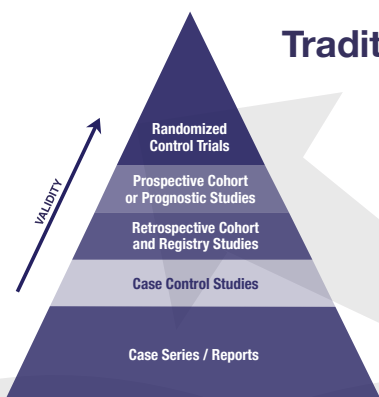 Tradit
Randomized
Control Trials
Prospective Cohort
or Prognostic Studies
Retrospective Cohort
and Registry Studies
Case Control Studies
Case Series / Reports
VALIDITY